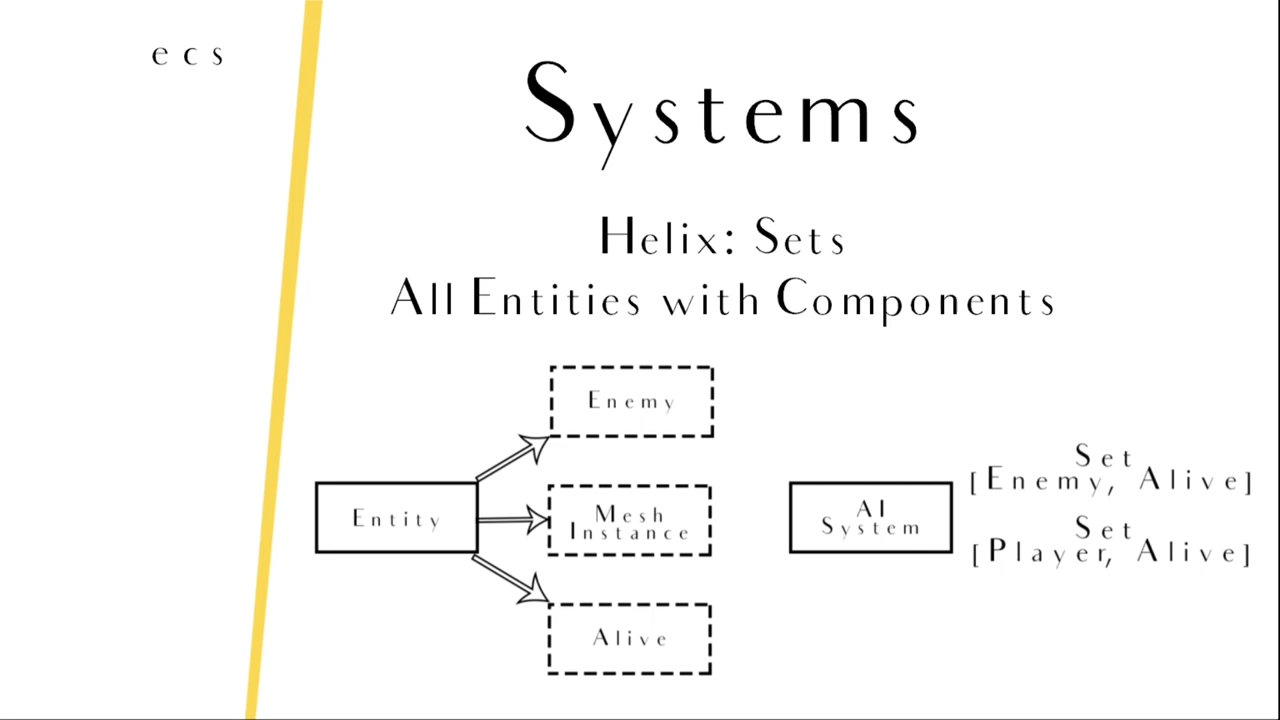 ecs
Systems
Helix: Sets
All Entities with Components
Enemy
Entity
Mesh
Instance
Alive
AI
System
Set
[Enemy, Alive]
Set
[Player, Alive]